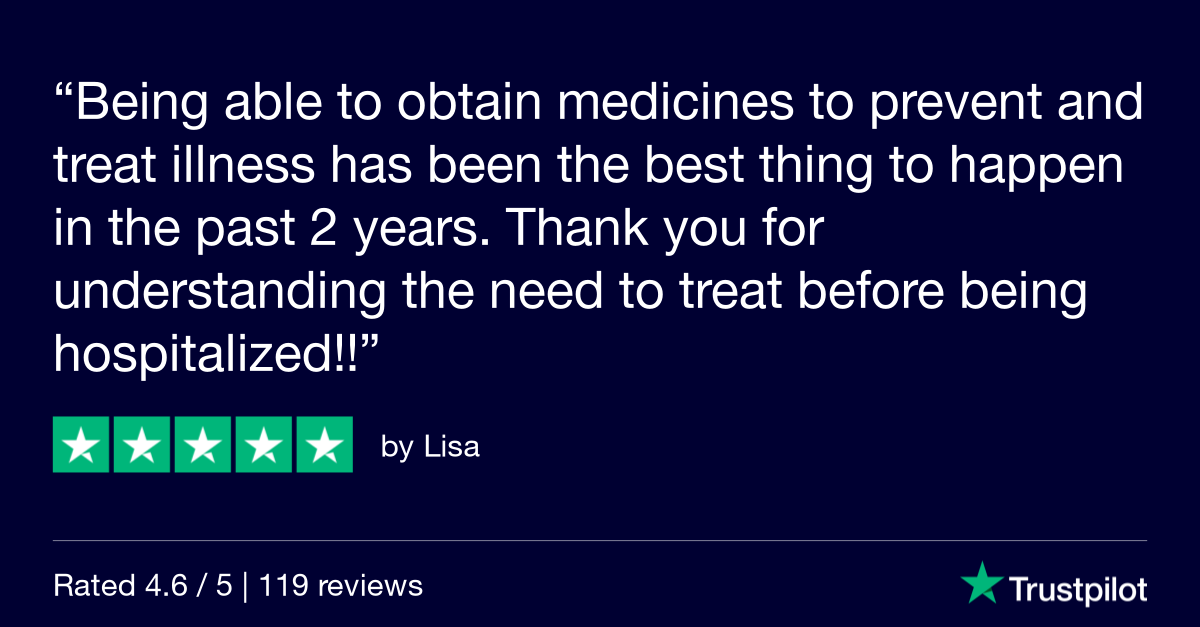 “Being able to obtain medicines to prevent and
treat illness has been the best thing to happen
in the past 2 years. Thank you for
understanding the need to treat before being
hospitalized!!”
by Lisa
Rated 4.6 / 5 | 119 reviews
Trustpilot